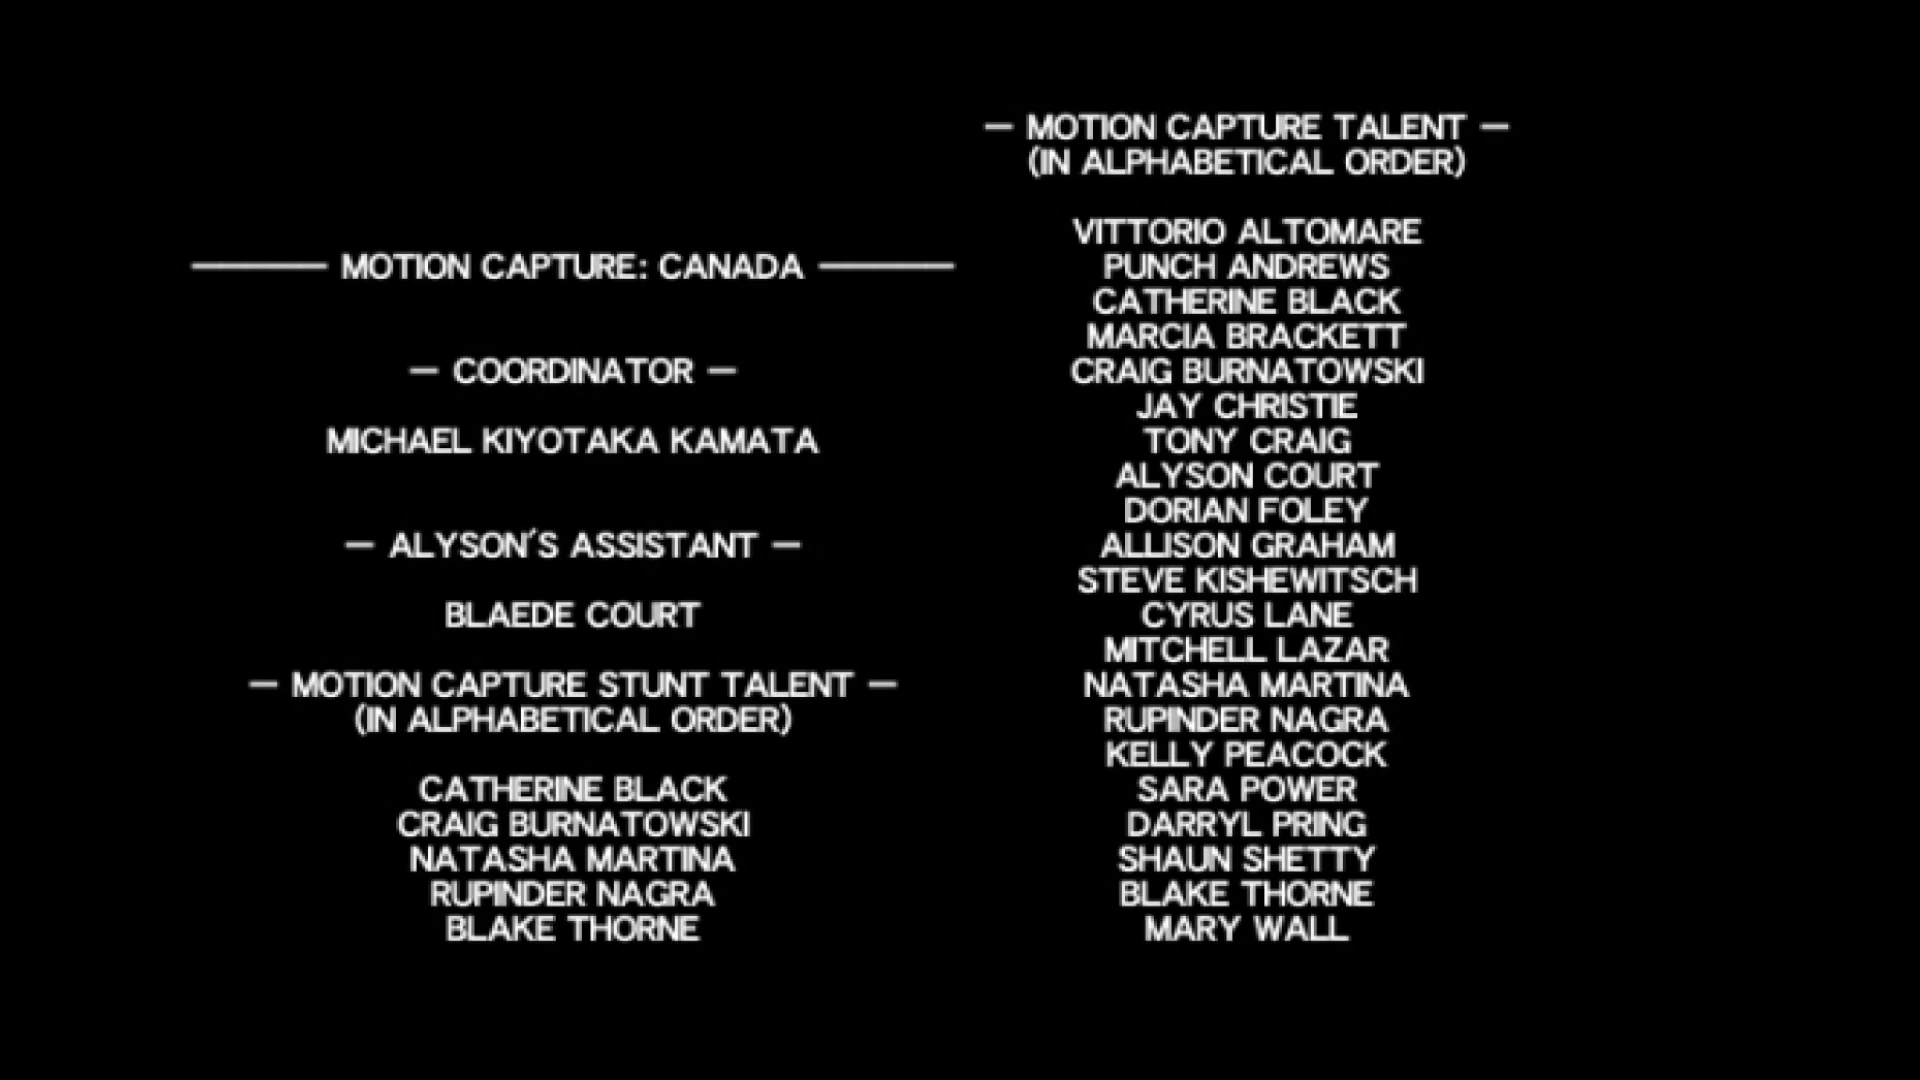 — MOTION CAPTURE: CANADA —
— COORDINATOR —
MICHAEL KIYOTAKA KAMATA
— ALYSON'S ASSISTANT —
BLAEDE COURT
— MOTION CAPTURE STUNT TALENT —
(IN ALPHABETICAL ORDER)
CATHERINE BLACK
CRAIG BURNATOWSKI
NATASHA MARTINA
RUPINDER NAGRA
BLAKE THORNE
— MOTION CAPTURE TALENT —
(IN ALPHABETICAL ORDER)
VITTORIO ALTOMARE
PUNCH ANDREWS
CATHERINE BLACK
MARCIA BRACKETT
CRAIG BURNATOWSKI
JAY CHRISTIE
TONY CRAIG
ALYSON COURT
DORIAN FOLEY
ALLISON GRAHAM
STEVE KISHEWITSCH
CYRUS LANE
MITCHELL LAZAR
NATASHA MARTINA
RUPINDER NAGRA
KELLY PEACOCK
SARA POWER
DARRYL PRING
SHAUN SHETTY
BLAKE THORNE
MARY WALL